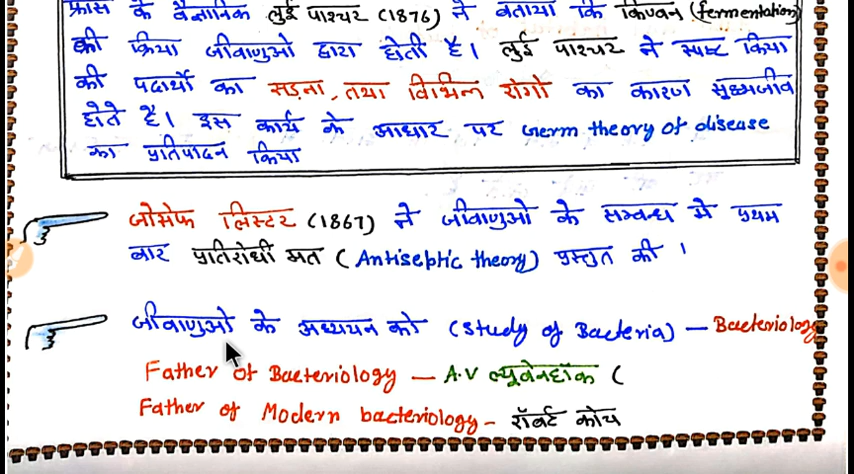 फ्रांस के वैज्ञानिक लुई पाश्चर (1876) ने बताया कि किण्वन (fermentation)
की क्रिया जीवाणुओ द्वारा होती है। लुई पाश्चर ने स्पष्ट किया
की पदार्थो का सड़ना, तथा विभिन्न रोगो का कारण सुक्ष्मजीव
होते हैं। इस कार्य के आधार पर Germ theory of disease
का प्रतिपादन किया
जोसेफ लिस्टर (1867) ने जीवाणुओ के सम्बन्ध मे प्रथम
बार प्रतिरोधी मत (Antiseptic theory) प्रस्तुत की ।
जीवाणुओ के अध्ययन को (Study of Bacteria) – Bacteriology
Father of Bacteriology – A.V ल्यूवेनहॉक (
Father of Modern bacteriology - रॉबर्ट कोच